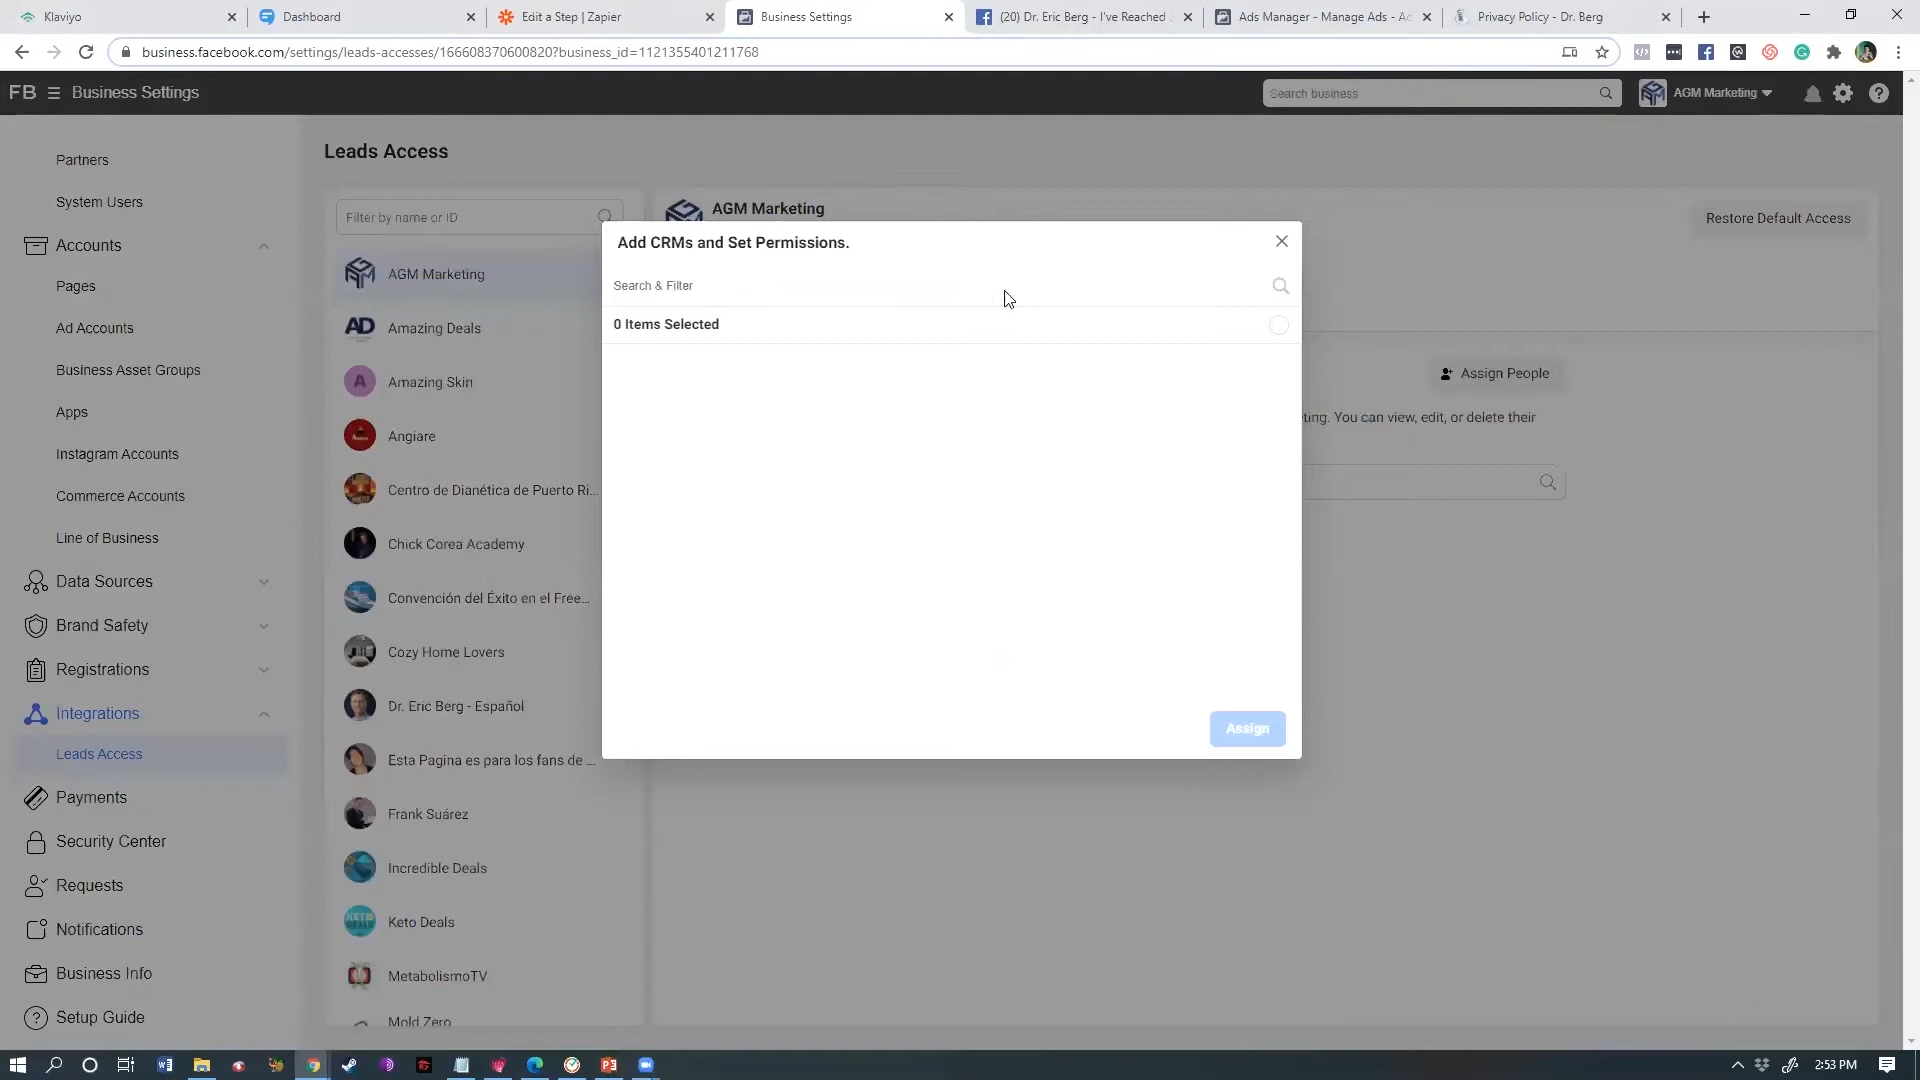 Klaviyo
Dashboard
Edit a Step | Zapier
Business Settings
(20) Dr. Eric Berg - I've Reached
Ads Manager - Manage Ads - Ad
Privacy Policy - Dr. Berg
business.facebook.com/settings/leads-accesses/166608370600820?business_id=1121355401211768
FB
Business Settings
Search business
AGM Marketing
Partners
System Users
Accounts
Pages
Ad Accounts
Business Asset Groups
Apps
Instagram Accounts
Commerce Accounts
Line of Business
Data Sources
Brand Safety
Registrations
Integrations
Leads Access
Payments
Security Center
Requests
Notifications
Business Info
Setup Guide
Leads Access
Filter by name or ID
AGM Marketing
Amazing Deals
Amazing Skin
Angiare
Centro de Dianética de Puerto Ri...
Chick Corea Academy
Convención del Éxito en el Free...
Cozy Home Lovers
Dr. Eric Berg - Español
Esta Pagina es para los fans de ...
Frank Suárez
Incredible Deals
Keto Deals
MetabolismoTV
Mold Zero
AGM Marketing
Restore Default Access
Assign People
ting. You can view, edit, or delete their
Add CRMs and Set Permissions.
Search & Filter
0 Items Selected
Assign
2:53 PM